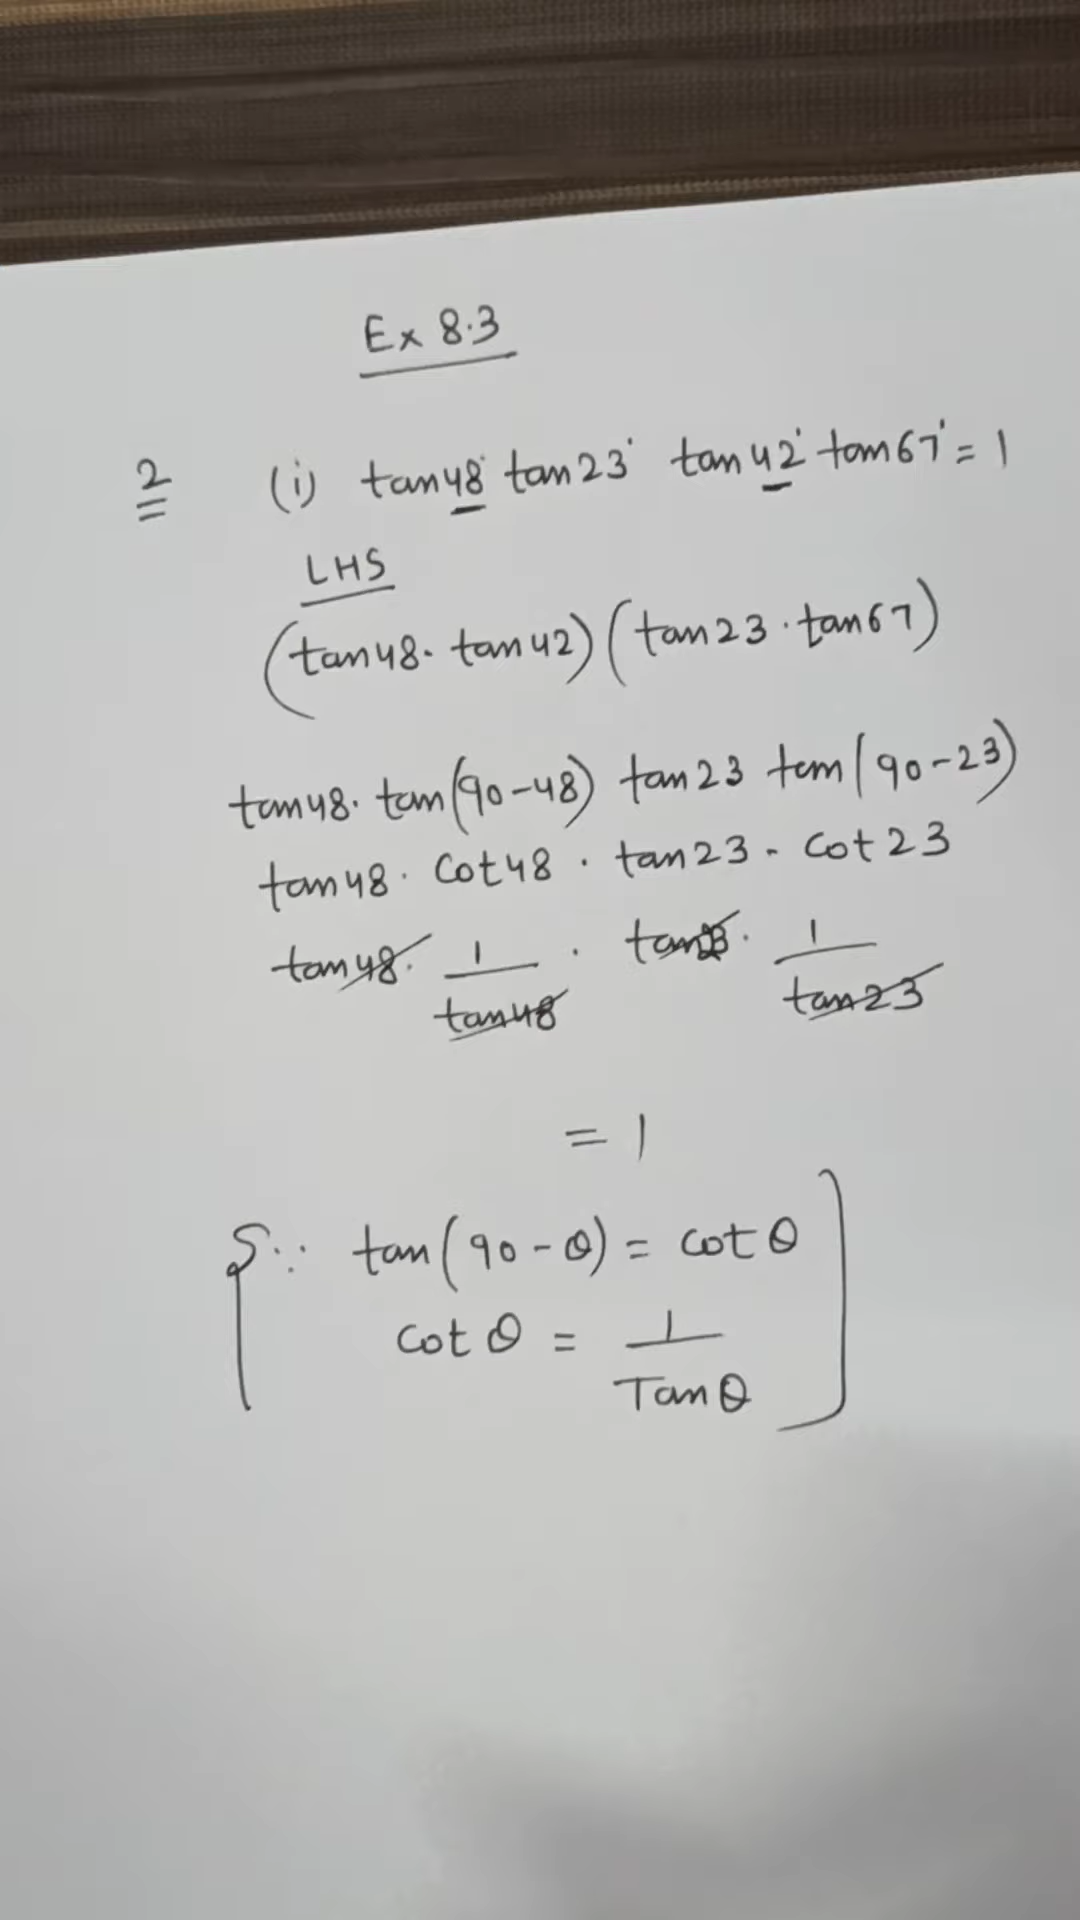 Ex 8.3
2 (i) tan48° tan23° tan42° tan67° = 1
LHS
(tan48. tan42) (tan23 . tan67)
tan48. tan(90-48) tan23 tan(90-23)
tan48. cot48 . tan23 . cot23
tan48. 1/tan48 . tan23. 1/tan23
= 1
∵ tan(90-θ) = cotθ
cotθ = 1/Tanθ